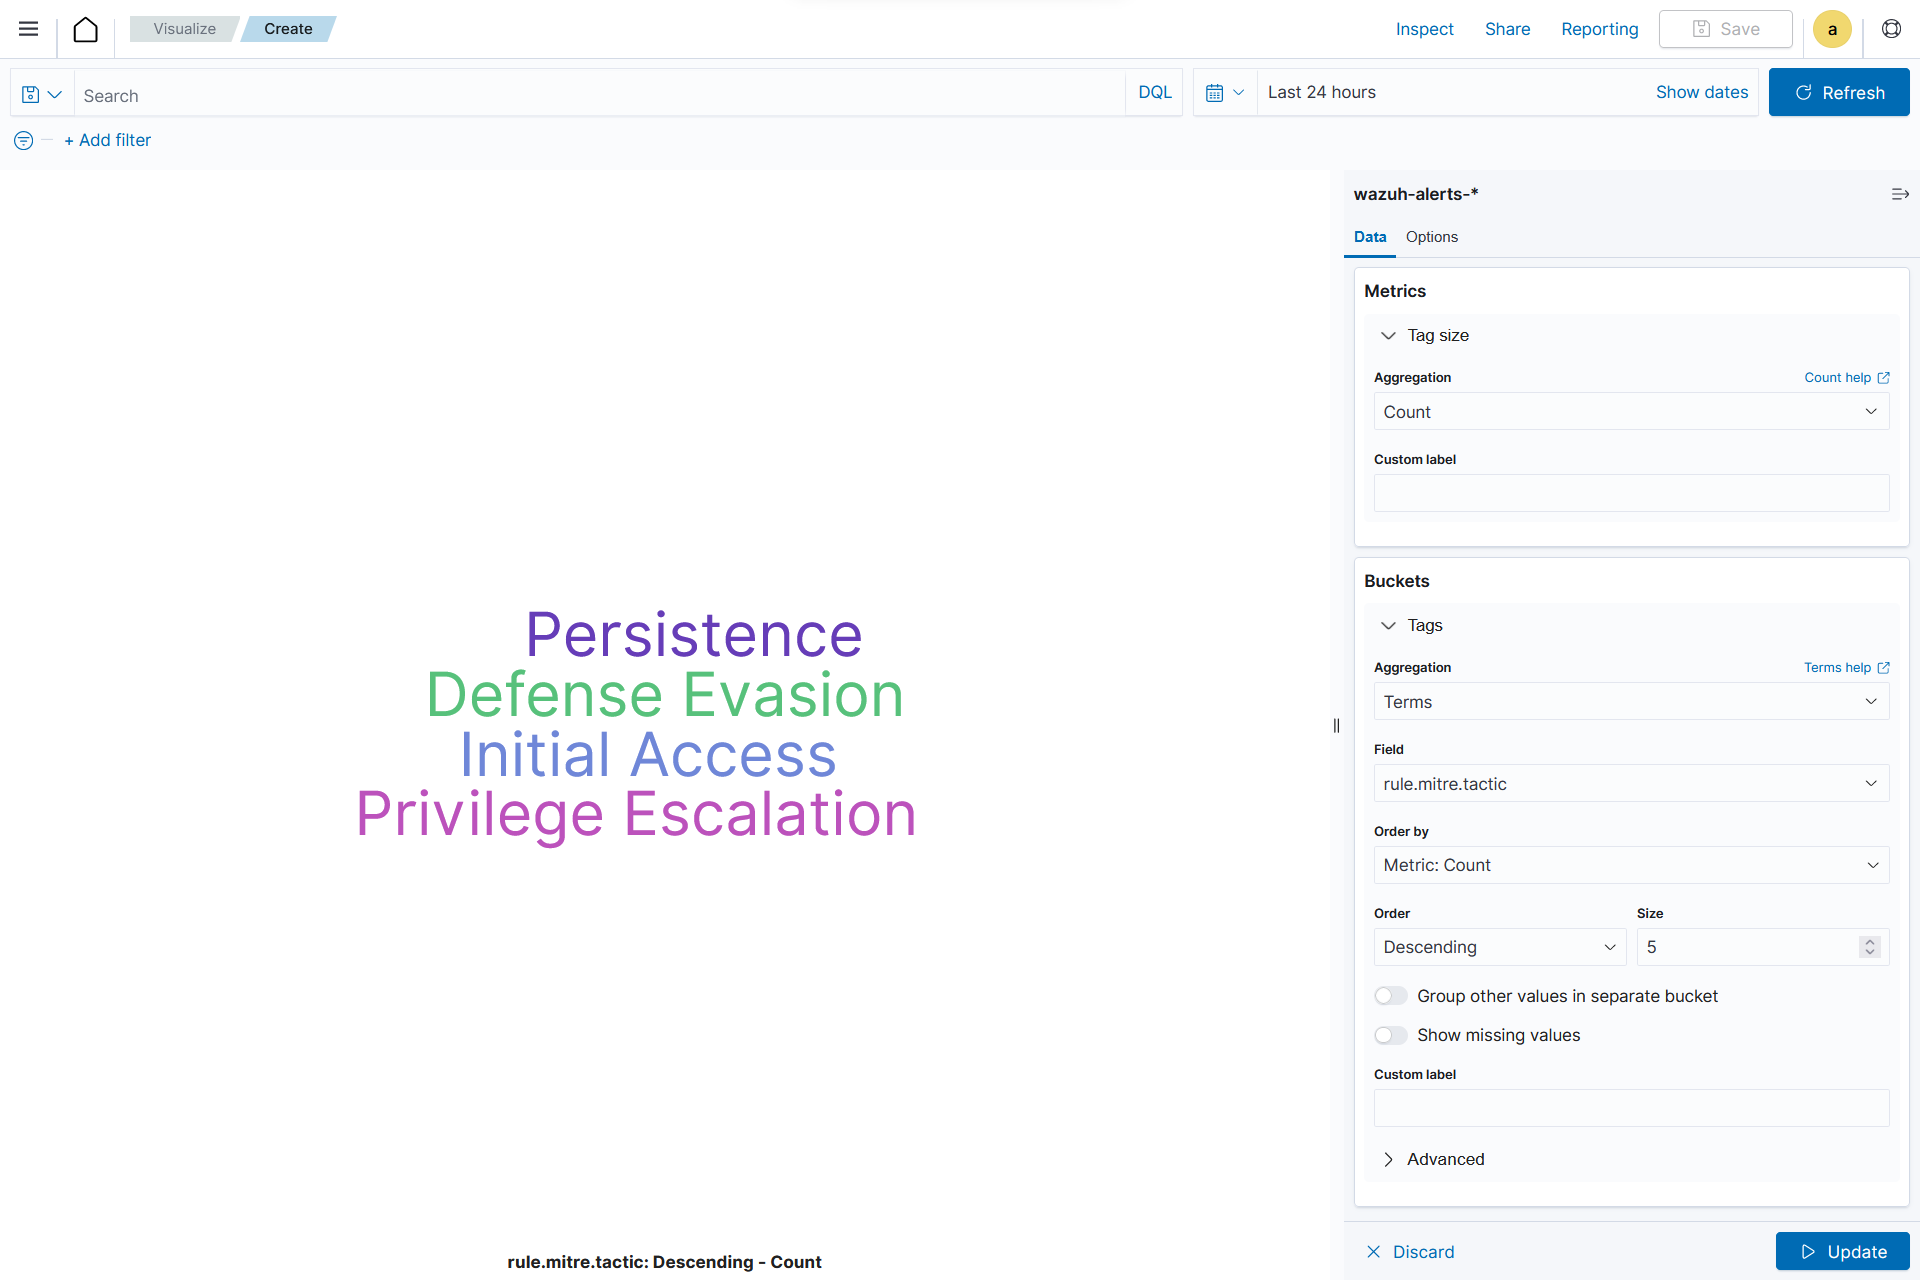 Visualize
Create
Inspect
Share
Reporting
Save
a
Search
DQL
Last 24 hours
Show dates
Refresh
+ Add filter
wazuh-alerts-*
Data
Options
Metrics
Tag size
Aggregation
Count help
Count
Custom label
Buckets
Tags
Aggregation
Terms help
Terms
Field
rule.mitre.tactic
Order by
Metric: Count
Order
Size
Descending
5
Group other values in separate bucket
Show missing values
Custom label
Advanced
Discard
Update
Persistence
Defense Evasion
Initial Access
Privilege Escalation
rule.mitre.tactic: Descending - Count